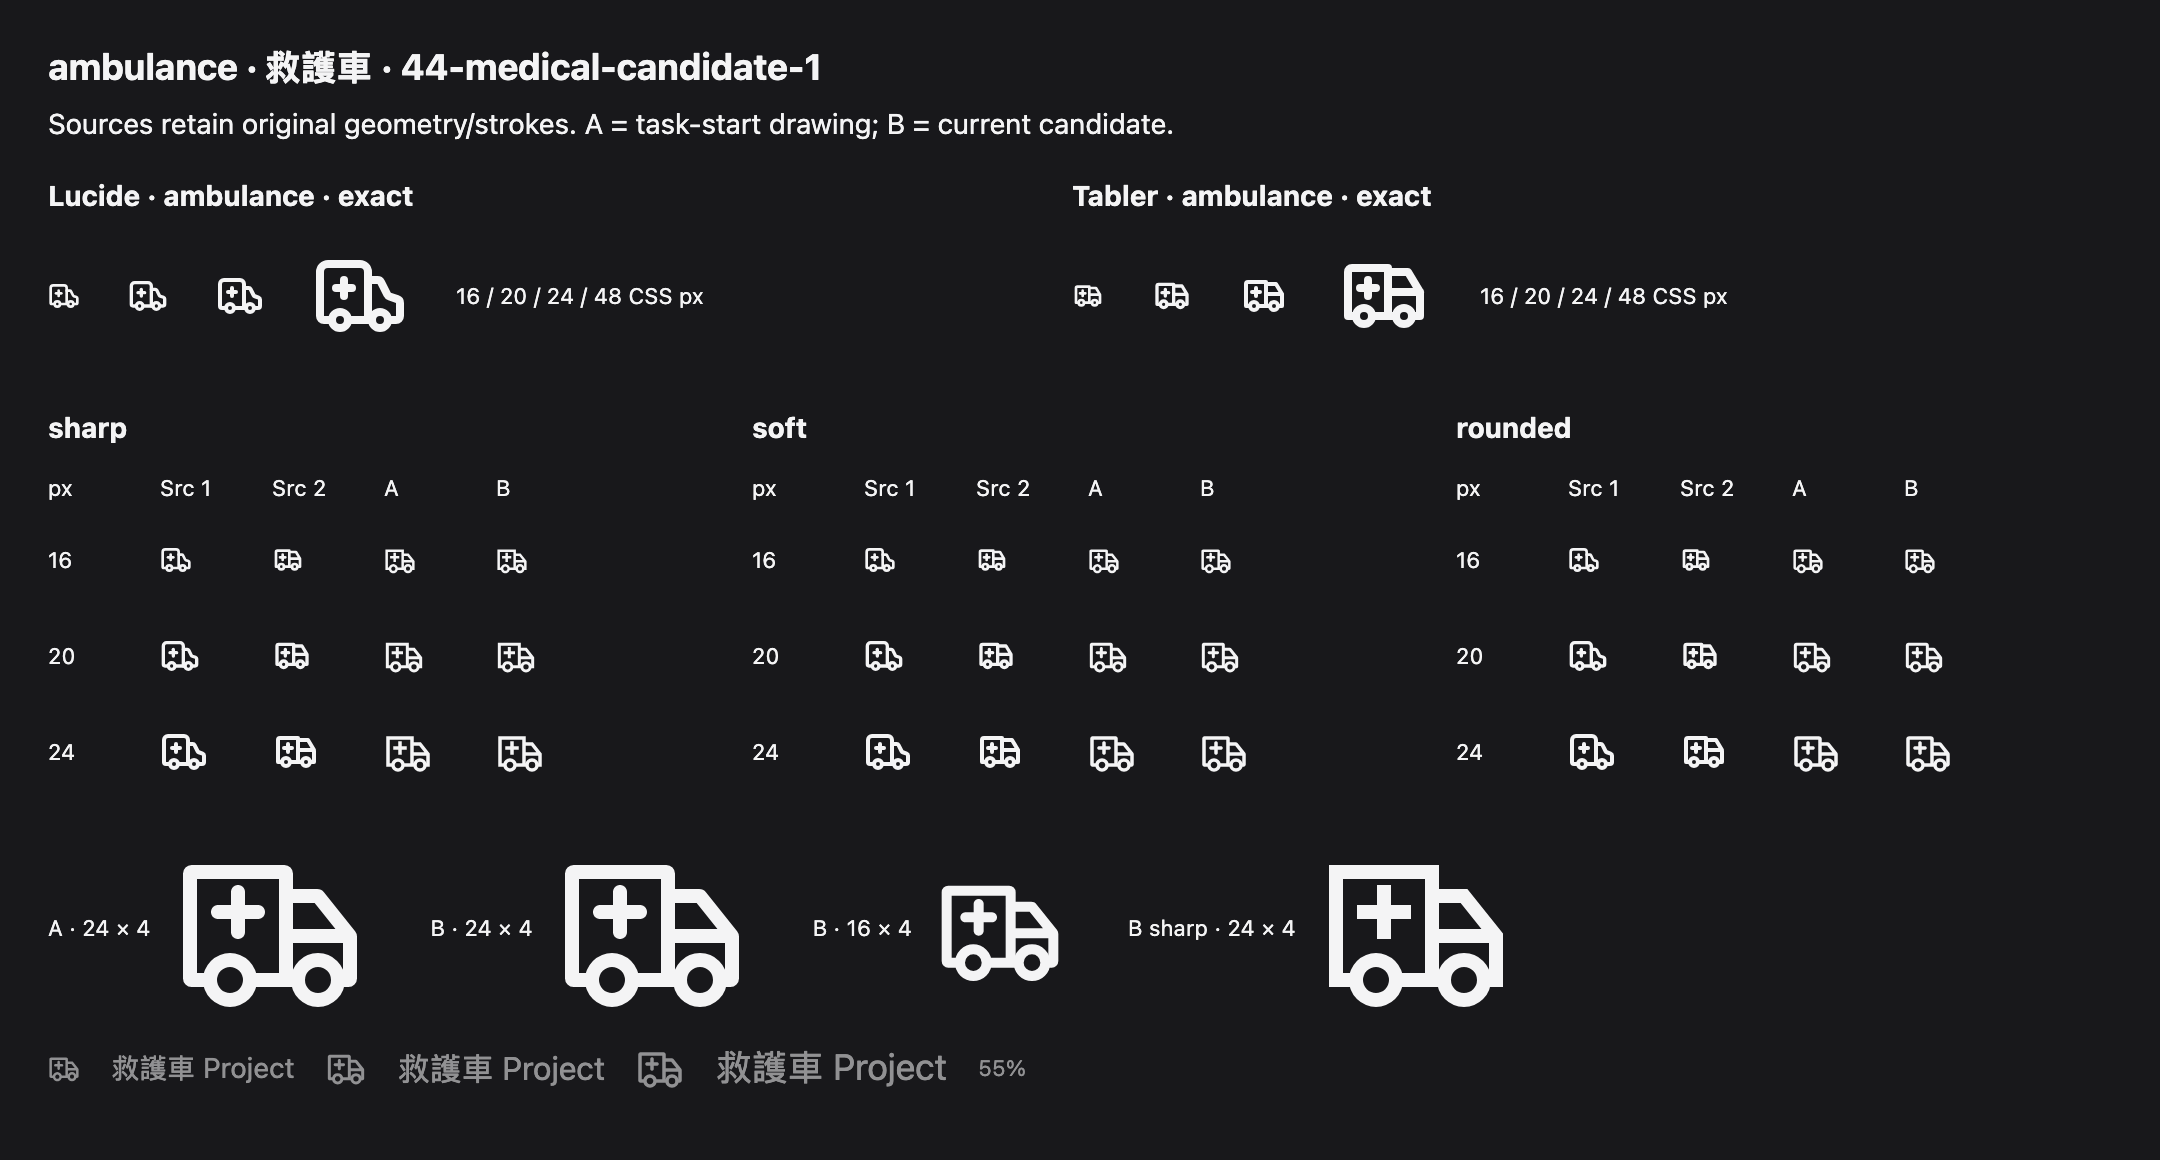 ambulance · 救護車 · 44-medical-candidate-1
Sources retain original geometry/strokes. A = task-start drawing; B = current candidate.
Lucide · ambulance · exact
16 / 20 / 24 / 48 CSS px
Tabler · ambulance · exact
16 / 20 / 24 / 48 CSS px
sharp
px Src 1 Src 2 A B
16
20
24
soft
px Src 1 Src 2 A B
16
20
24
rounded
px Src 1 Src 2 A B
16
20
24
A · 24 × 4
B · 24 × 4
B · 16 × 4
B sharp · 24 × 4
救護車 Project 救護車 Project 救護車 Project 55%